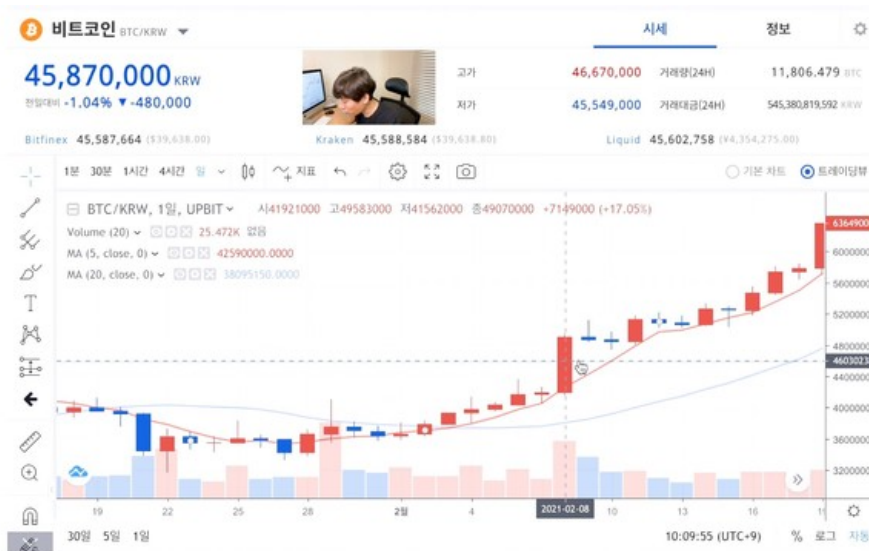 비트코인 BTC/KRW
시세
정보
45,870,000 KRW
전일대비 -1.04% ▼ -480,000
고가 46,670,000 거래량(24H) 11,806.479 BTC
저가 45,549,000 거래대금(24H) 545,380,819,592 KRW
Bitfinex 45,587,664 ($39,638.00)
Kraken 45,588,584 ($39,638.80)
Liquid 45,602,758 (¥4,354,275.00)
1분 30분 1시간 4시간 일 지표
기본 차트 트레이딩뷰
BTC/KRW, 1일, UPBIT 시41921000 고49583000 저41562000 종49070000 +7149000 (+17.05%)
Volume (20) 25.472K 없음
MA (5, close, 0) 42590000.0000
MA (20, close, 0) 38095150.0000
6364900
6000000
5600000
5200000
4800000
4603023
4400000
4000000
3600000
3200000
19 22 25 28 2월 4 2021-02-08 10 13 16 19
30일 5일 1일
10:09:55 (UTC+9) % 로그 자동